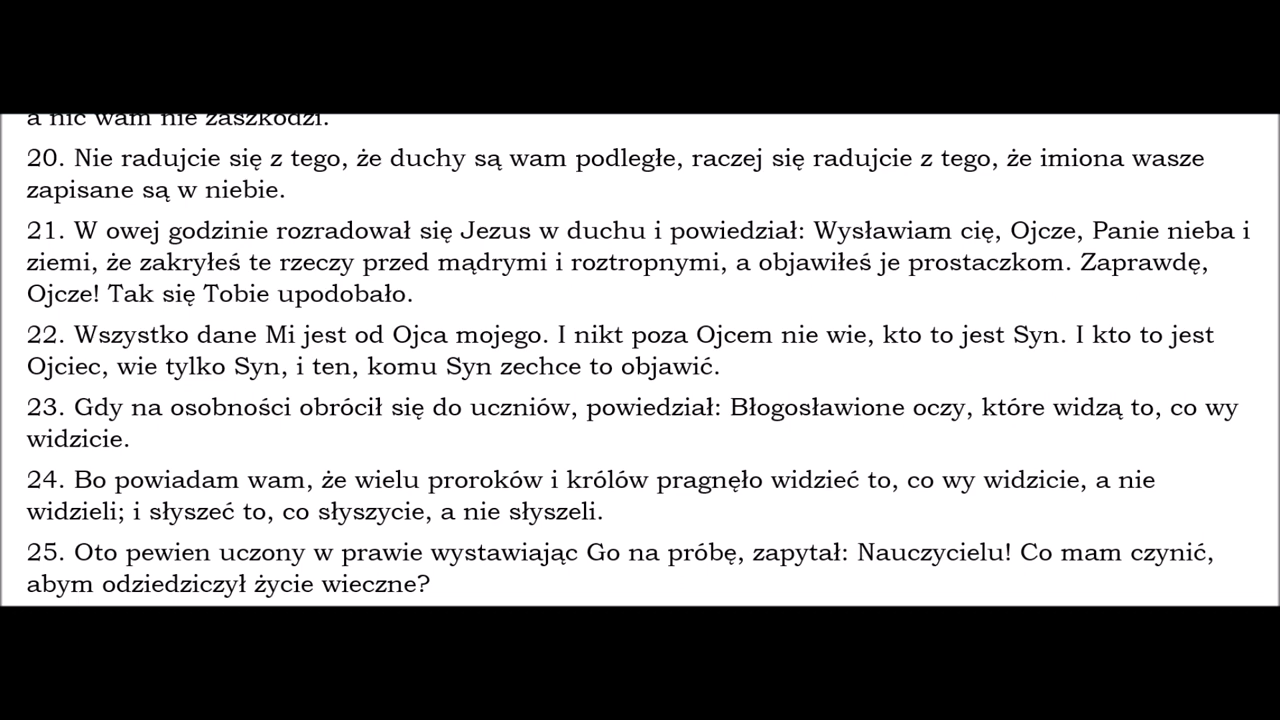 a nic wam nie zaszkodzi.
20. Nie radujcie się z tego, że duchy są wam podległe, raczej się radujcie z tego, że imiona wasze
zapisane są w niebie.
21. W owej godzinie rozradował się Jezus w duchu i powiedział: Wysławiam cię, Ojcze, Panie nieba i
ziemi, że zakryłeś te rzeczy przed mądrymi i roztropnymi, a objawiłeś je prostaczkom. Zaprawdę,
Ojcze! Tak się Tobie upodobało.
22. Wszystko dane Mi jest od Ojca mojego. I nikt poza Ojcem nie wie, kto to jest Syn. I kto to jest
Ojciec, wie tylko Syn, i ten, komu Syn zechce to objawić.
23. Gdy na osobności obrócił się do uczniów, powiedział: Błogosławione oczy, które widzą to, co wy
widzicie.
24. Bo powiadam wam, że wielu proroków i królów pragnęło widzieć to, co wy widzicie, a nie
widzieli; i słyszeć to, co słyszycie, a nie słyszeli.
25. Oto pewien uczony w prawie wystawiając Go na próbę, zapytał: Nauczycielu! Co mam czynić,
abym odziedziczył życie wieczne?